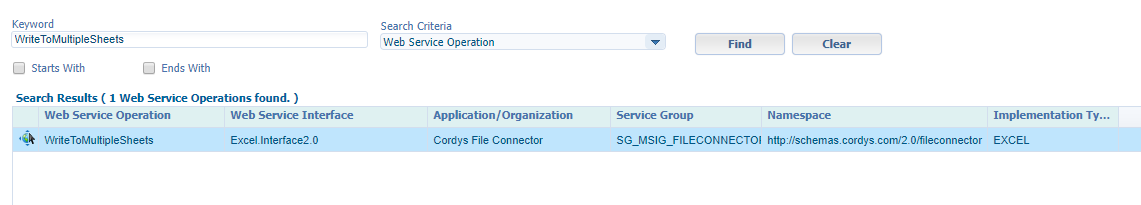 Keyword
Search Criteria
WriteToMultipleSheets
Web Service Operation
Find
Clear
Starts With
Ends With
Search Results ( 1 Web Service Operations found. )
Web Service Operation Web Service Interface Application/Organization Service Group Namespace Implementation Ty...
WriteToMultipleSheets Excel.Interface2.0 Cordys File Connector SG_MSIG_FILECONNECTOR http://schemas.cordys.com/2.0/fileconnector EXCEL